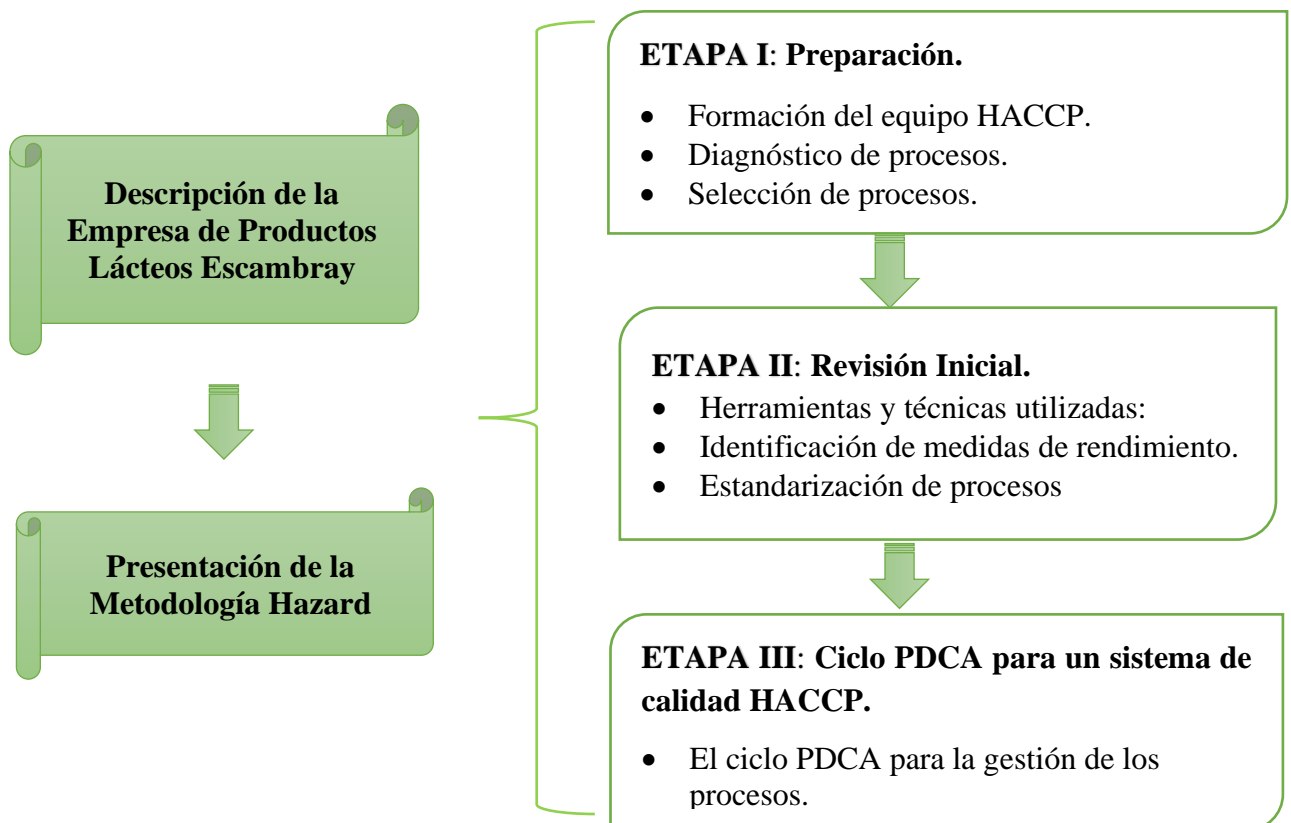 Descripción de la
Empresa de Productos
Lácteos Escambray
Presentación de la
Metodología Hazard
ETAPA I: Preparación.
• Formación del equipo HACCP.
• Diagnóstico de procesos.
• Selección de procesos.
ETAPA II: Revisión Inicial.
• Herramientas y técnicas utilizadas:
• Identificación de medidas de rendimiento.
• Estandarización de procesos
ETAPA III: Ciclo PDCA para un sistema de
calidad HACCP.
• El ciclo PDCA para la gestión de los
procesos.